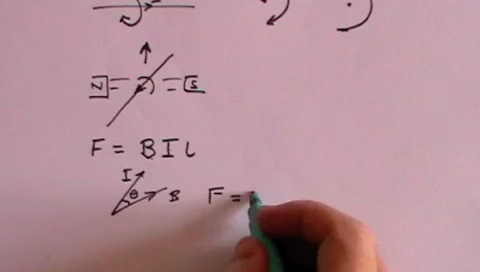 N S
F = BIL
I
θ B F =